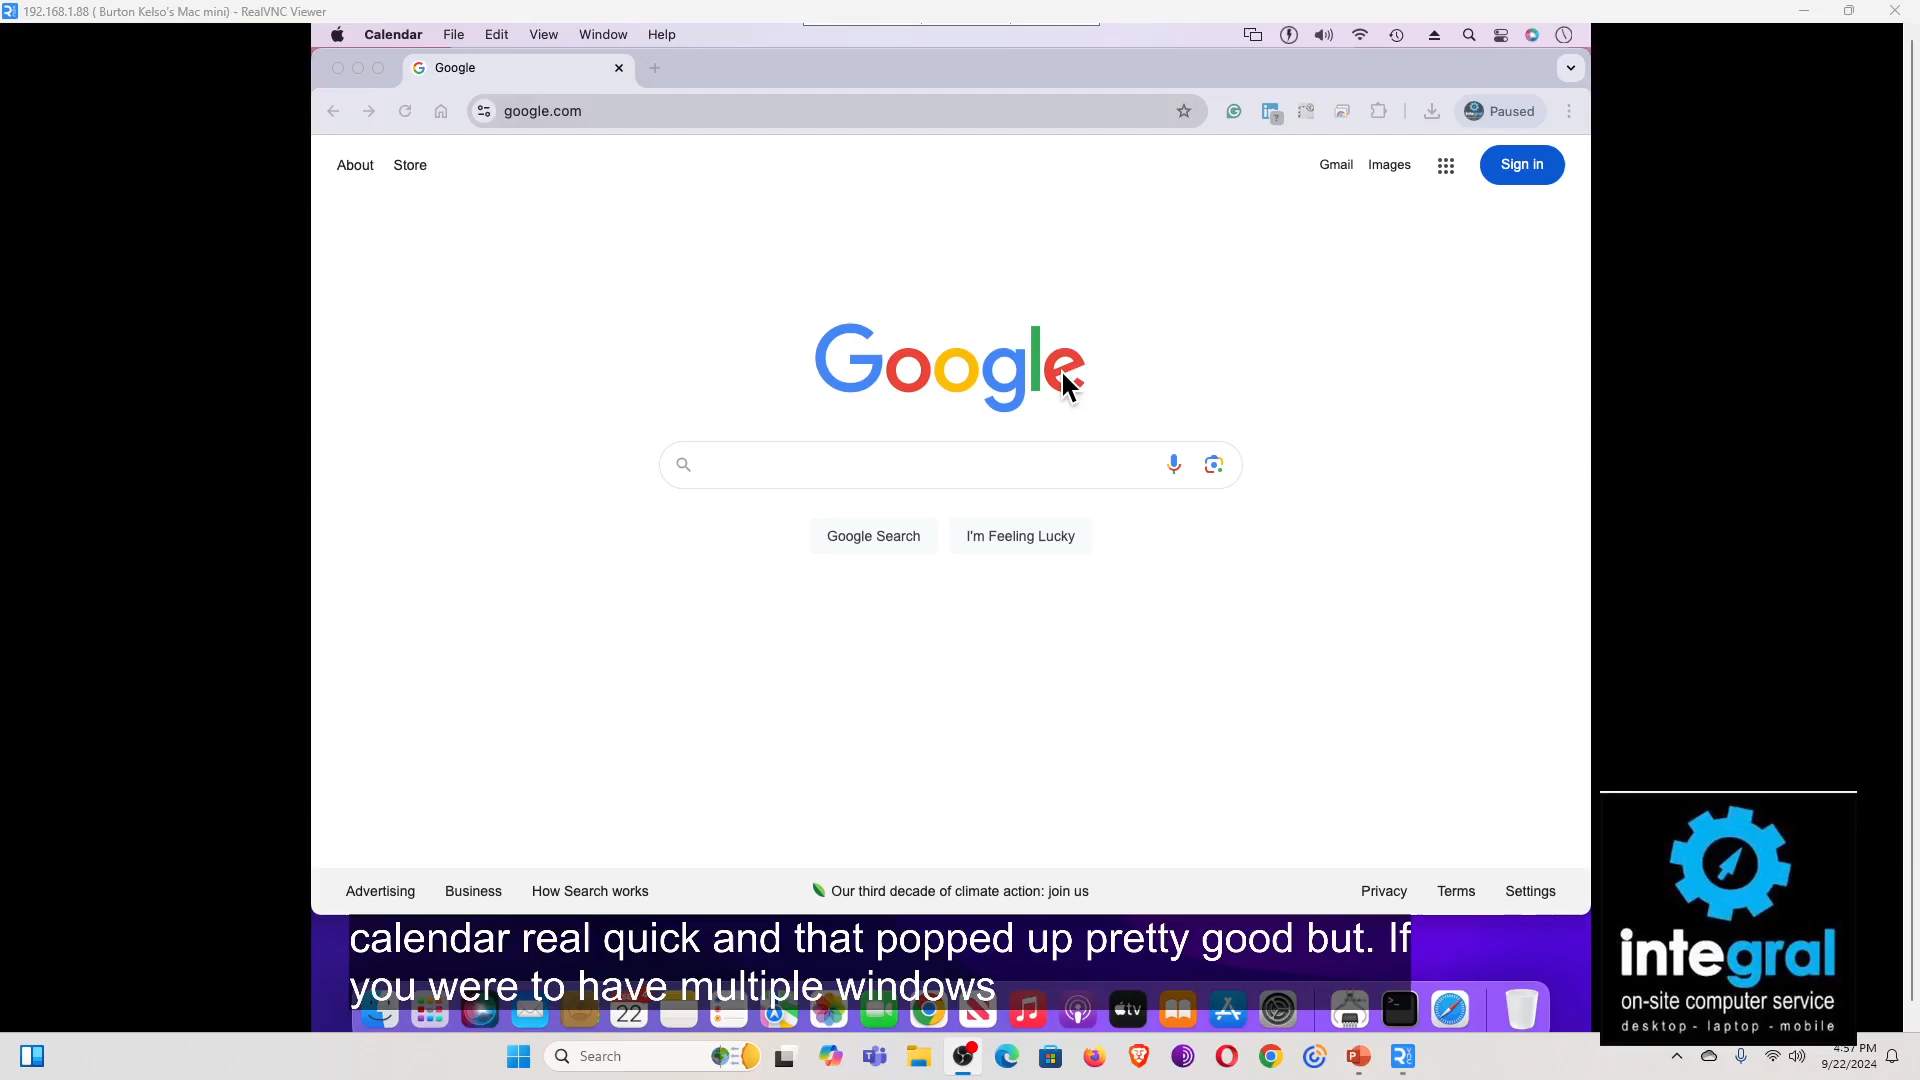 192.168.1.88 ( Burton Kelso's Mac mini) - RealVNC Viewer
Calendar File Edit View Window Help
Google
google.com
Paused
About Store
Gmail Images Sign in
Google
Google Search I'm Feeling Lucky
Advertising Business How Search works
Our third decade of climate action: join us
Privacy Terms Settings
calendar real quick and that popped up pretty good but. If
you were to have multiple windows
22
tv
integral
on-site computer service
desktop - laptop - mobile
Search
4:57 PM
9/22/2024